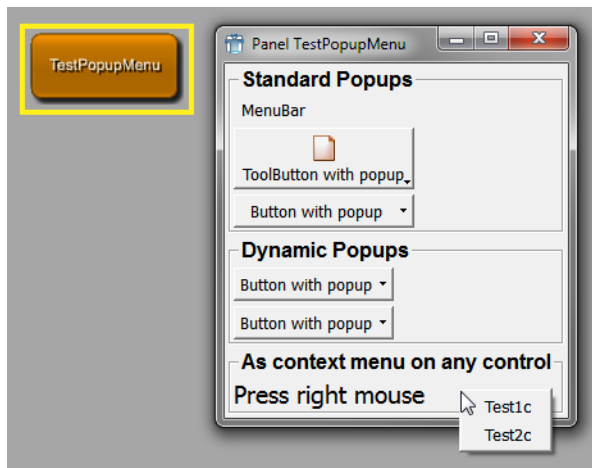 TestPopupMenu
Panel TestPopupMenu
Standard Popups
MenuBar
ToolButton with popup
Button with popup
Dynamic Popups
Button with popup
Button with popup
As context menu on any control
Press right mouse
Test1c
Test2c